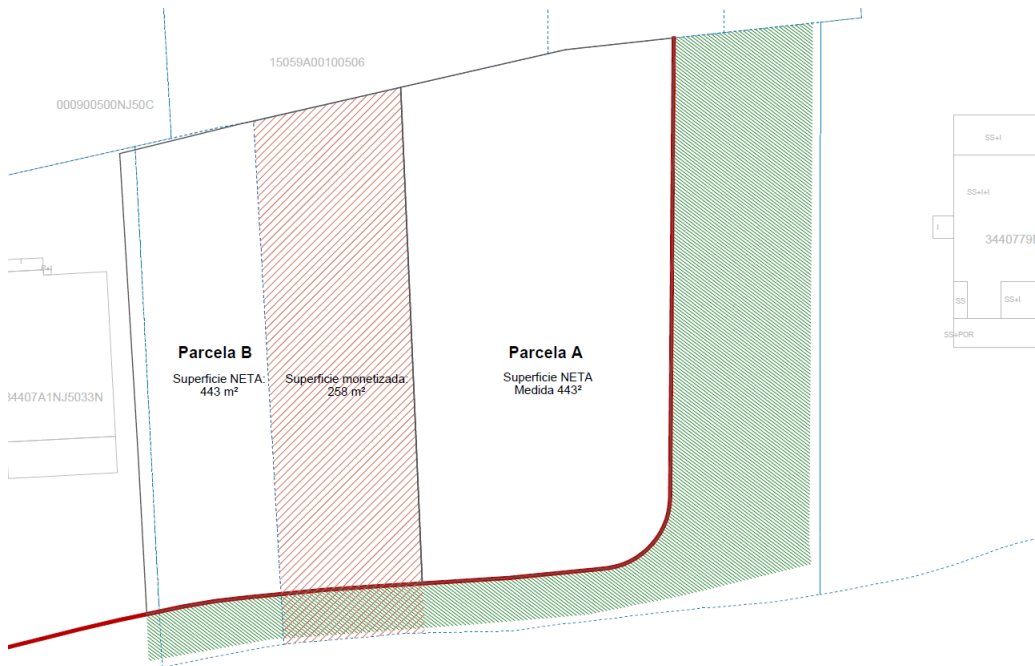 15059A00100506
000900500NJ50C
SS+I
SS+I+I
I
3440779
I
SS
SS+I
SS+POR
Parcela B
Superficie NETA:
443 m²
Superficie monetizada:
258 m²
Parcela A
Superficie NETA
Medida 443²
34407A1NJ5033N